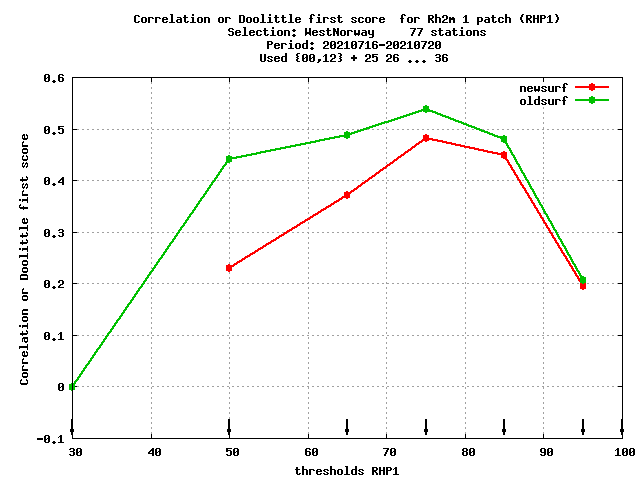 Correlation or Doolittle first score  for Rh2m 1 patch (RHP1)
Selection: WestNorway     77 stations
Period: 20210716-20210720
Used {00,12} + 25 26 ... 36
newsurf
oldsurf
Correlation or Doolittle first score
0.6
0.5
0.4
0.3
0.2
0.1
0
-0.1
30 40 50 60 70 80 90 100
thresholds RHP1